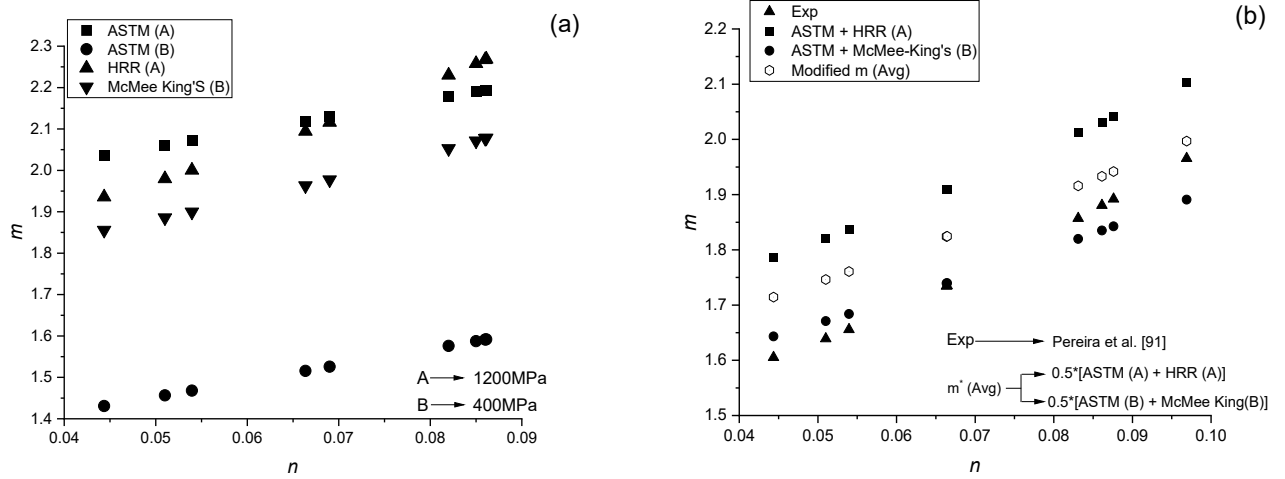 (a)
ASTM (A)
ASTM (B)
HRR (A)
McMee King'S (B)
2.3
2.2
2.1
2.0
1.9
1.8
1.7
1.6
1.5
1.4
m
0.04 0.05 0.06 0.07 0.08 0.09
n
A 1200MPa
B 400MPa
(b)
Exp
ASTM + HRR (A)
ASTM + McMee-King's (B)
Modified m (Avg)
2.2
2.1
2.0
1.9
1.8
1.7
1.6
1.5
m
0.04 0.05 0.06 0.07 0.08 0.09 0.10
n
Exp Pereira et al. [91]
m* (Avg)
0.5*[ASTM (A) + HRR (A)]
0.5*[ASTM (B) + McMee King(B)]